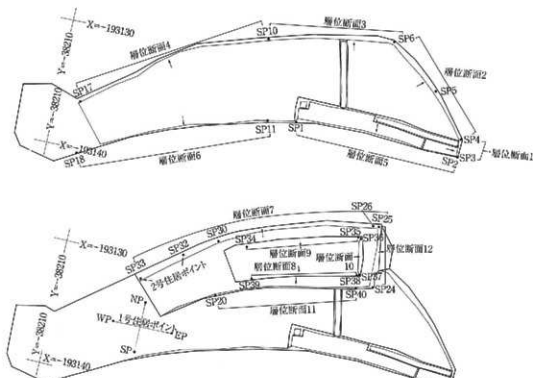 X=-193130
Y=-38210
SP10
層位断面3
層位断面4
SP6
層位断面2
SP17
SP5
SP11
SP1
SP4
X=-193140
SP18
層位断面6
層位断面5
SP2
SP3
層位断面1
SP26
層位断面7
SP25
X=-193130
SP30
SP34
SP35
SP36
層位断面12
SP32
層位断面9
Y=-38210
SP33
層位断面8
層位断面10
2号住居ポイント
SP39
SP38
SP37
SP40
SP24
NP
SP20
層位断面11
WP
1号住居ポイント
EP
SP
X=-193140